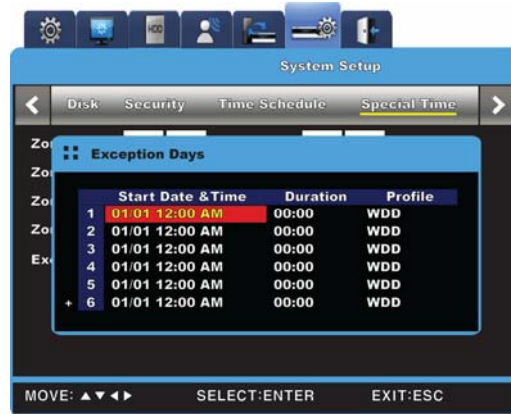 HDD
System Setup
Disk Security Time Schedule Special Time
Exception Days
Start Date &Time Duration Profile
1 01/01 12:00 AM 00:00 WDD
2 01/01 12:00 AM 00:00 WDD
3 01/01 12:00 AM 00:00 WDD
4 01/01 12:00 AM 00:00 WDD
5 01/01 12:00 AM 00:00 WDD
+ 6 01/01 12:00 AM 00:00 WDD
MOVE: ▲▼◀▶ SELECT:ENTER EXIT:ESC